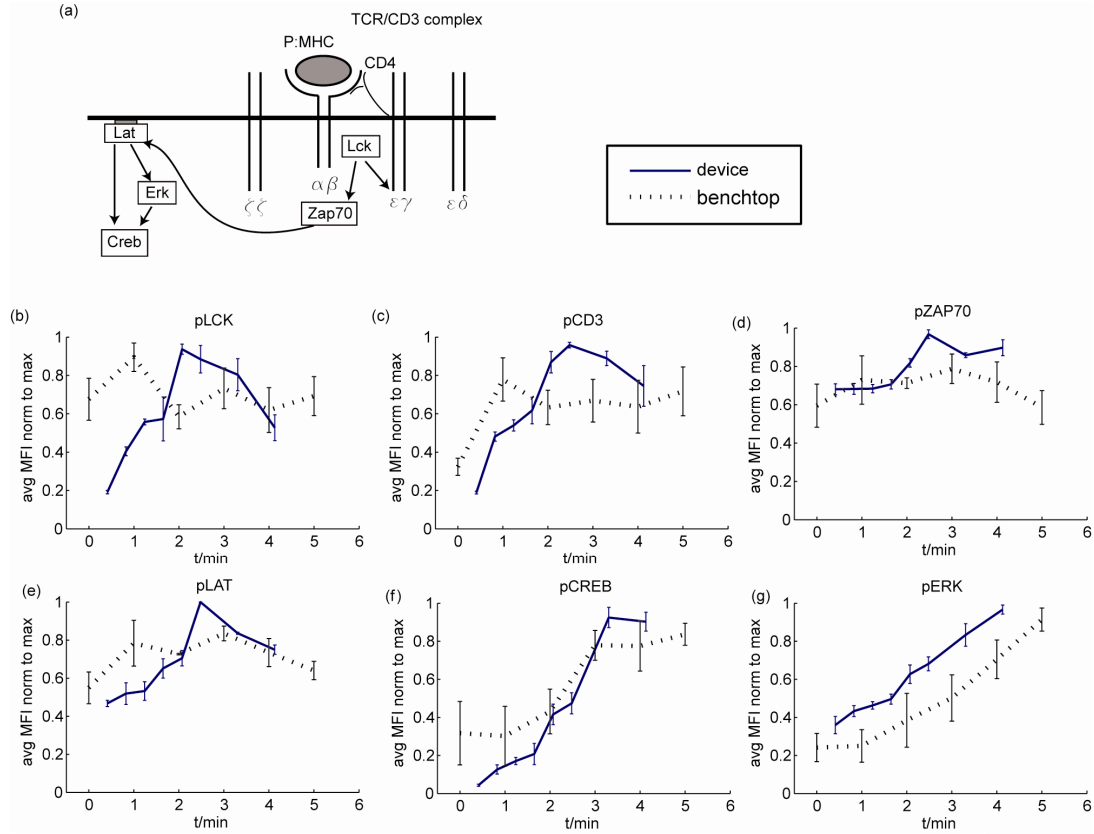 (a)
TCR/CD3 complex
P:MHC
CD4
Lat
Lck
Erk
αβ
ζζ
εγ
εδ
Zap70
Creb
device
benchtop
(b)
pLCK
avg MFI norm to max
1
0.8
0.6
0.4
0.2
0
0 1 2 3 4 5 6
t/min
(c)
pCD3
avg MFI norm to max
1
0.8
0.6
0.4
0.2
0
0 1 2 3 4 5 6
t/min
(d)
pZAP70
avg MFI norm to max
1
0.8
0.6
0.4
0.2
0
0 1 2 3 4 5 6
t/min
(e)
pLAT
avg MFI norm to max
1
0.8
0.6
0.4
0.2
0
0 1 2 3 4 5 6
t/min
(f)
pCREB
avg MFI norm to max
1
0.8
0.6
0.4
0.2
0
0 1 2 3 4 5 6
t/min
(g)
pERK
avg MFI norm to max
1
0.8
0.6
0.4
0.2
0
0 1 2 3 4 5 6
t/min